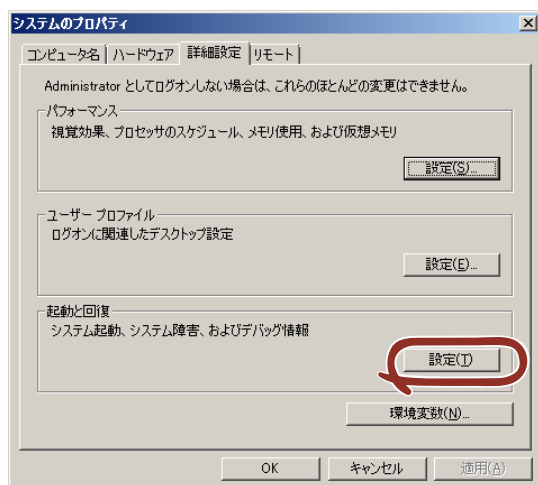 システムのプロパティ
コンピュータ名 ハードウェア 詳細設定 リモート
Administrator としてログオンしない場合は、これらのほとんどの変更はできません。
パフォーマンス
視覚効果、プロセッサのスケジュール、メモリ使用、および仮想メモリ
設定(S)...
ユーザー プロファイル
ログオンに関連したデスクトップ設定
設定(E)...
起動と回復
システム起動、システム障害、およびデバッグ情報
設定(T)
環境変数(N)...
OK キャンセル 適用(A)